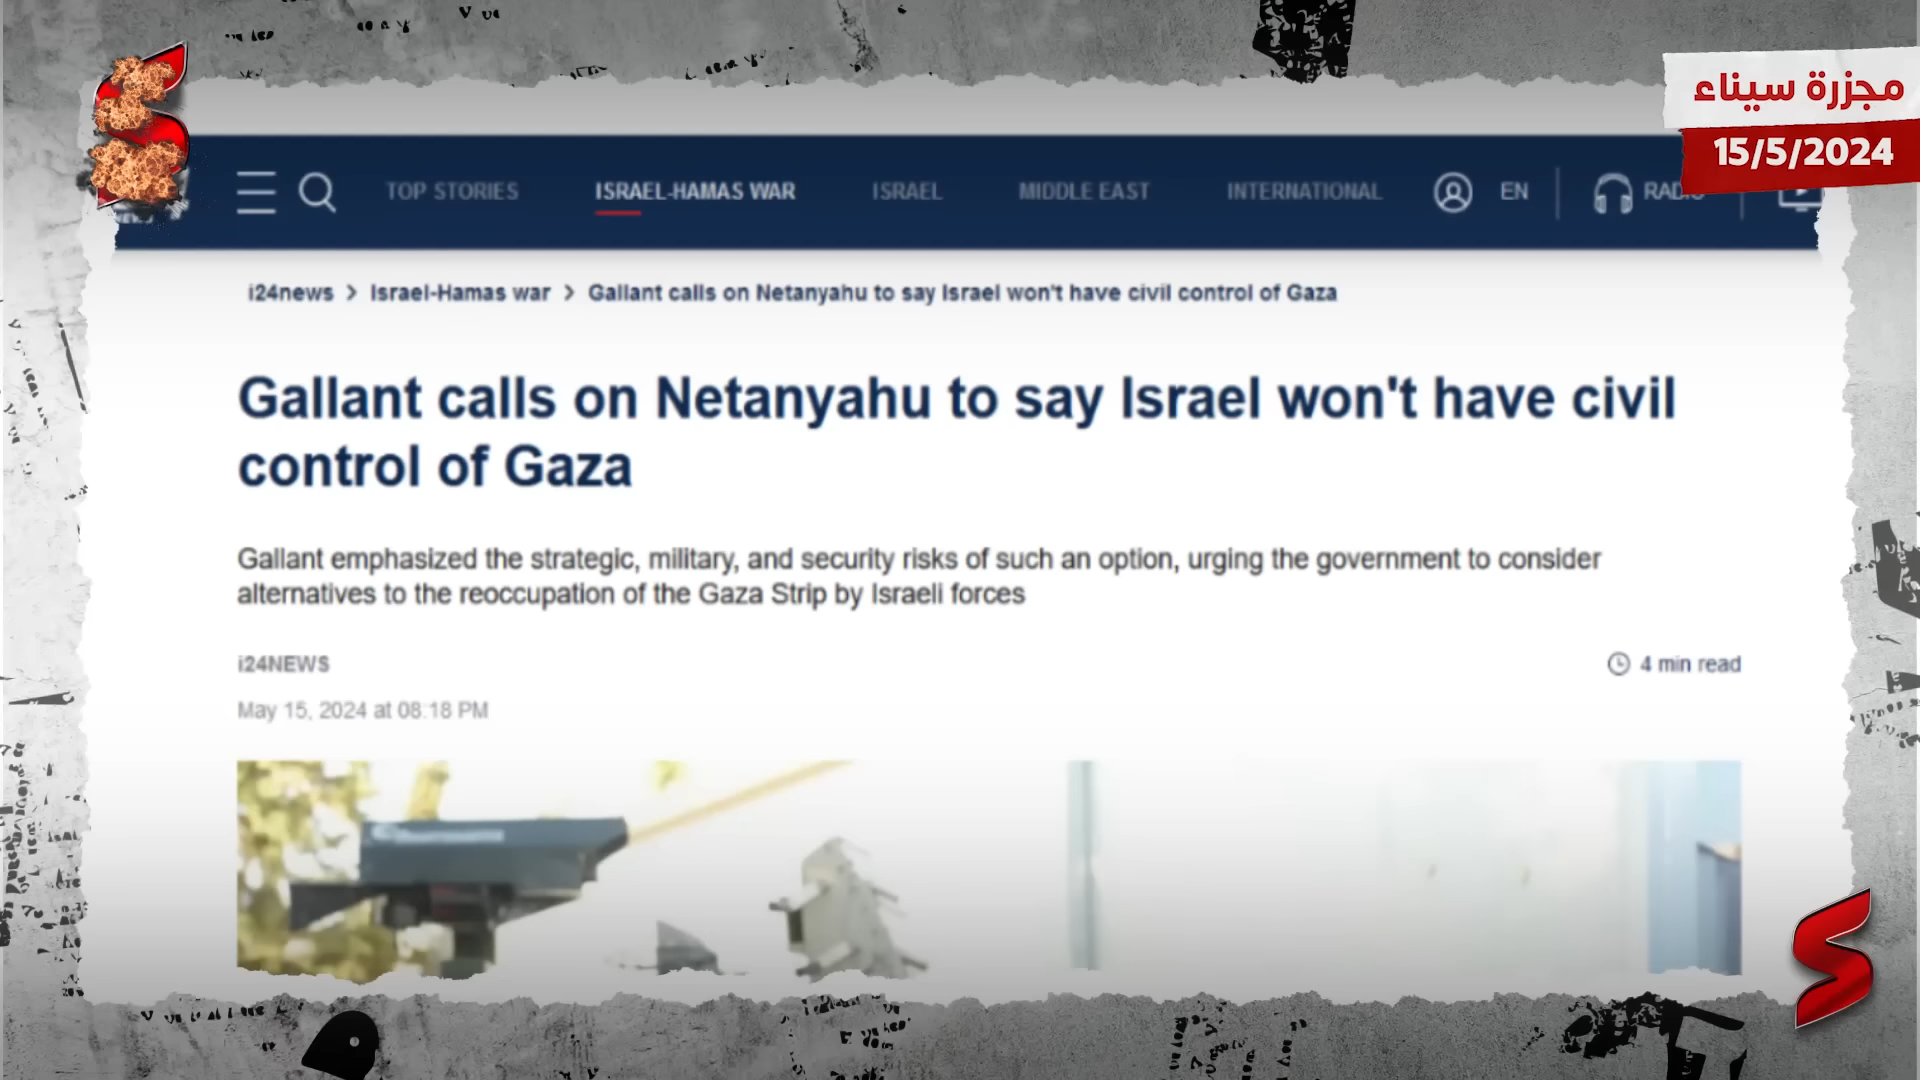 مجزرة سيناء
15/5/2024
TOP STORIES
ISRAEL-HAMAS WAR
ISRAEL
MIDDLE EAST
INTERNATIONAL
EN
i24news > Israel-Hamas war > Gallant calls on Netanyahu to say Israel won't have civil control of Gaza
Gallant calls on Netanyahu to say Israel won't have civil
control of Gaza
Gallant emphasized the strategic, military, and security risks of such an option, urging the government to consider
alternatives to the reoccupation of the Gaza Strip by Israeli forces
i24NEWS
4 min read
May 15, 2024 at 08:18 PM